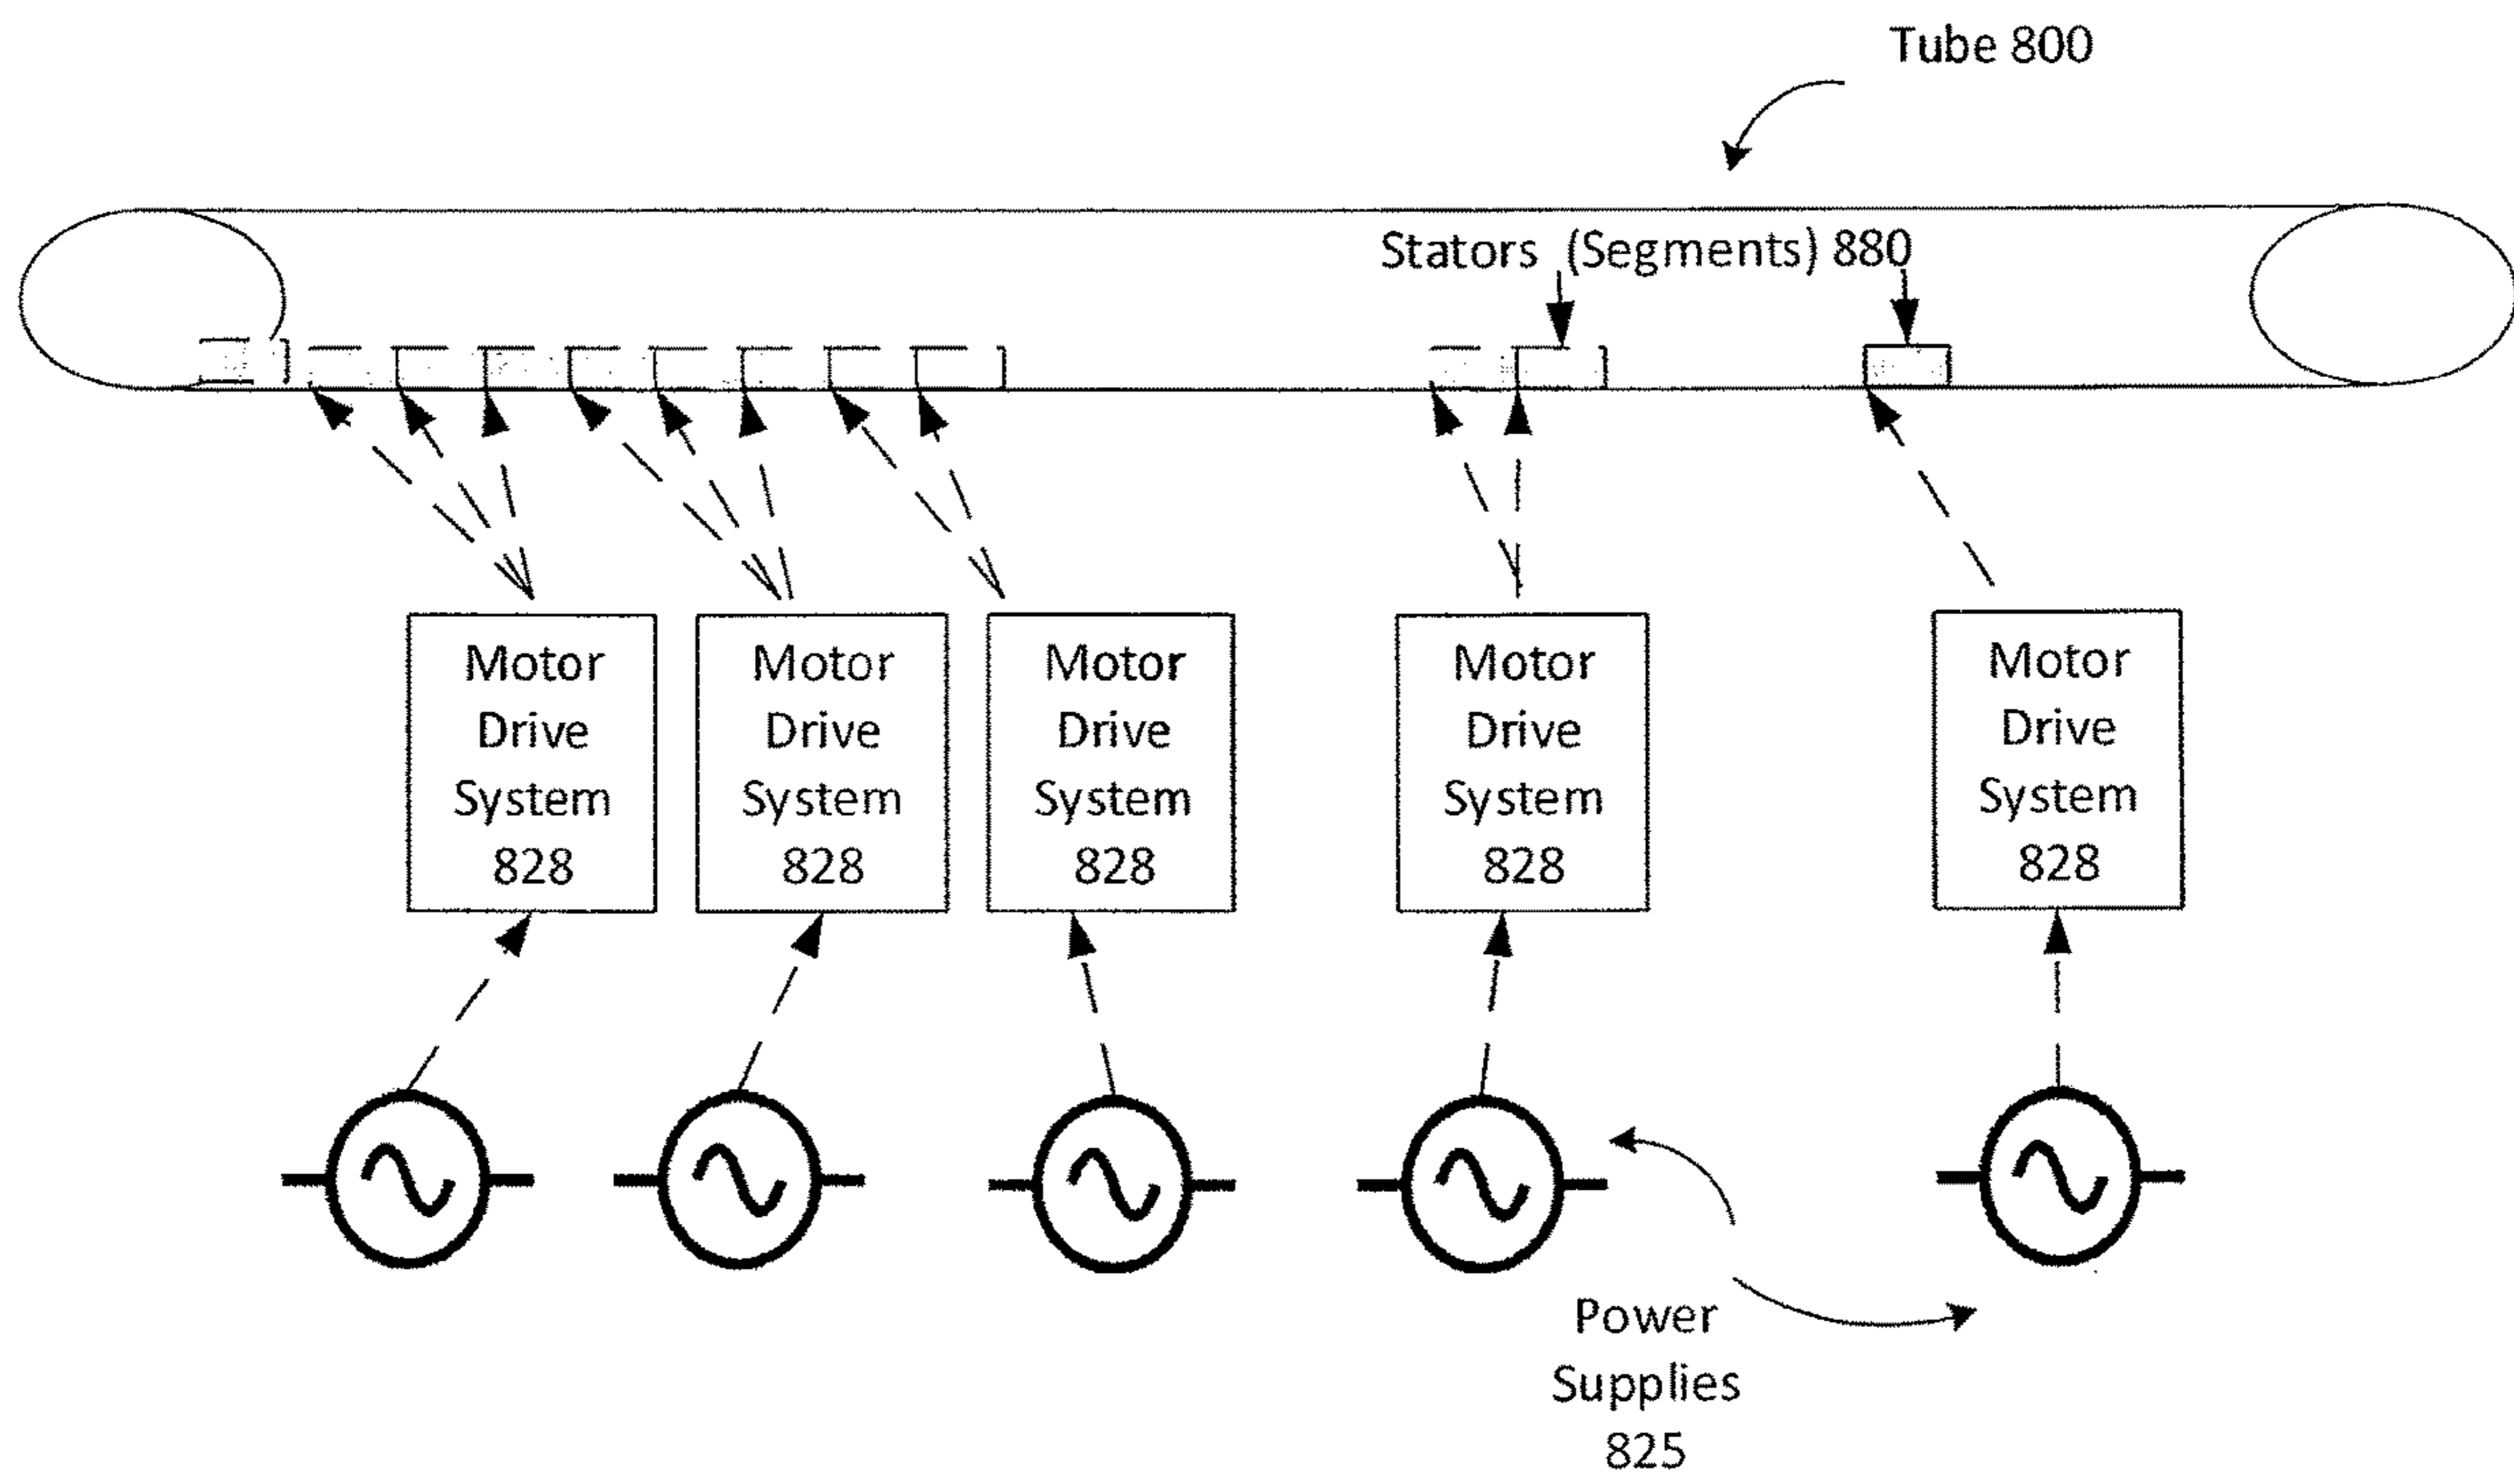 Tube 800
Stators (Segments) 880
Motor
Drive
System
828
Motor
Drive
System
828
Motor
Drive
System
828
Motor
Drive
System
828
Motor
Drive
System
828
Power
Supplies
825